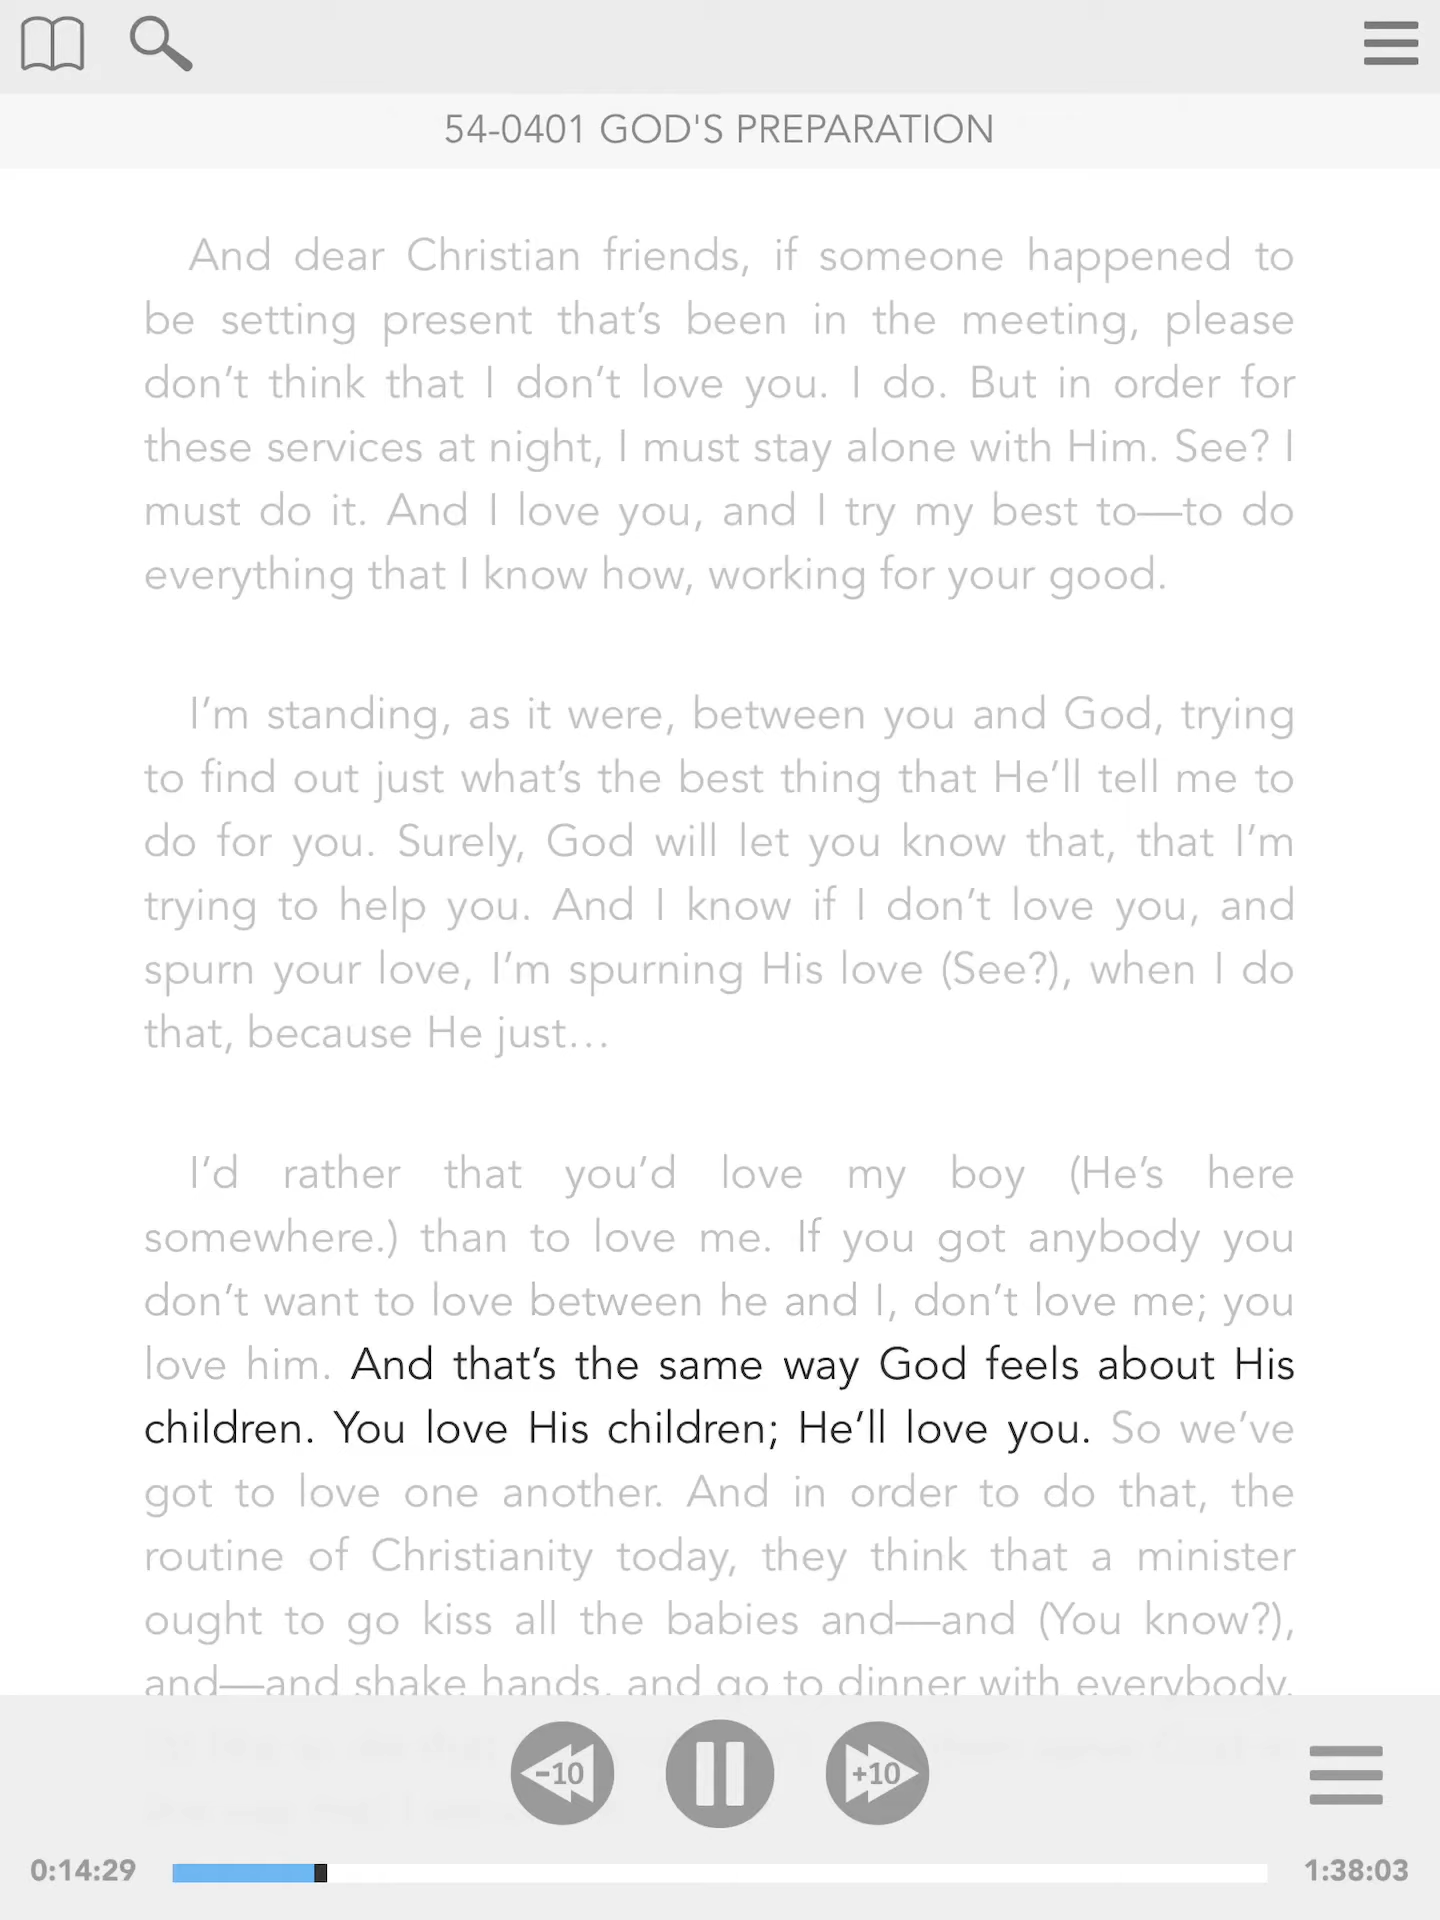 54-0401 GOD'S PREPARATION
And dear Christian friends, if someone happened to
be setting present that’s been in the meeting, please
don’t think that I don’t love you. I do. But in order for
these services at night, I must stay alone with Him. See? I
must do it. And I love you, and I try my best to—to do
everything that I know how, working for your good.
I’m standing, as it were, between you and God, trying
to find out just what’s the best thing that He’ll tell me to
do for you. Surely, God will let you know that, that I’m
trying to help you. And I know if I don’t love you, and
spurn your love, I’m spurning His love (See?), when I do
that, because He just…
I’d rather that you’d love my boy (He’s here
somewhere.) than to love me. If you got anybody you
don’t want to love between he and I, don’t love me; you
love him. And that’s the same way God feels about His
children. You love His children; He’ll love you. So we’ve
got to love one another. And in order to do that, the
routine of Christianity today, they think that a minister
ought to go kiss all the babies and—and (You know?),
and—and shake hands, and go to dinner with everybody.
-10 +10
0:14:29 1:38:03